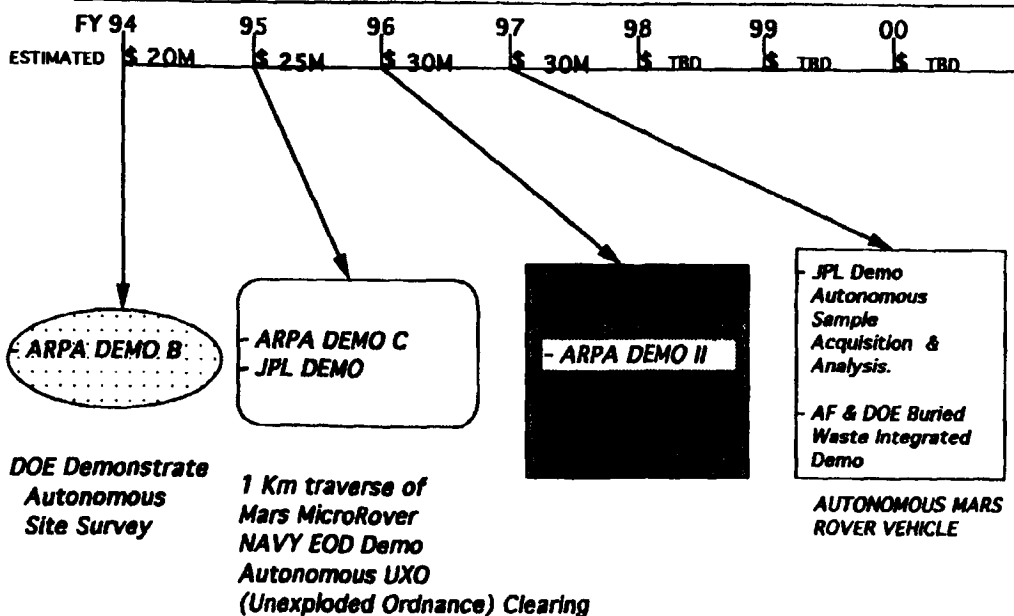 FY 94 95 96 97 98 99 00
ESTIMATED $ 20M $ 25M $ 30M $ 30M $ TBD $ TBD $ TBD
- ARPA DEMO B
DOE Demonstrate
Autonomous
Site Survey
- ARPA DEMO C
- JPL DEMO
1 Km traverse of
Mars MicroRover
NAVY EOD Demo
Autonomous UXO
(Unexploded Ordnance) Clearing
- ARPA DEMO II
- JPL Demo
Autonomous
Sample
Acquisition &
Analysis.
- AF & DOE Buried
Waste Integrated
Demo
AUTONOMOUS MARS
ROVER VEHICLE